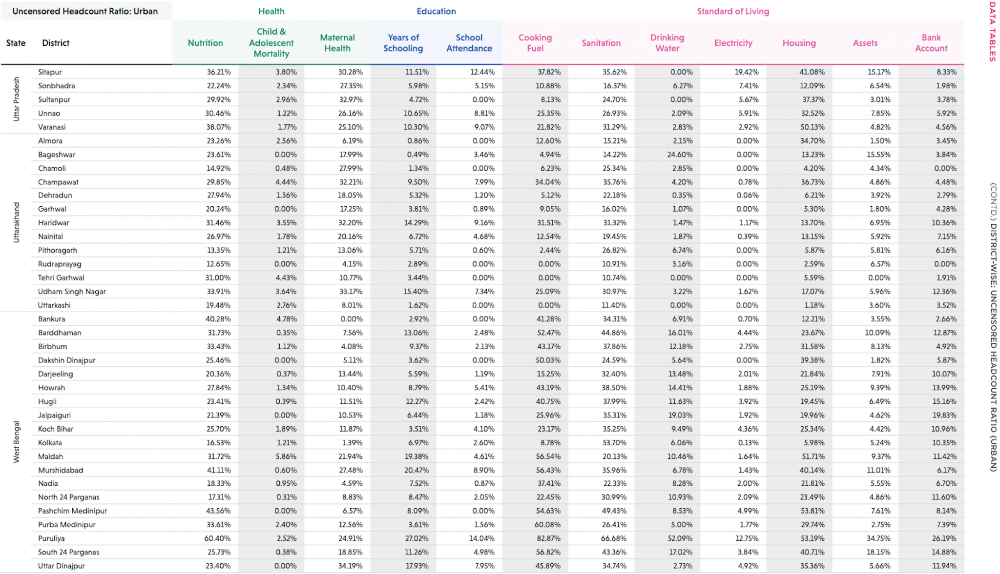 Uncensored Headcount Ratio: Urban Health Education Standard of Living
State District Nutrition Child & Adolescent Mortality Maternal Health Years of Schooling School Attendance Cooking Fuel Sanitation Drinking Water Electricity Housing Assets Bank Account
Uttar Pradesh
Sitapur 36.21% 3.80% 30.28% 11.51% 12.44% 37.82% 35.62% 0.00% 19.42% 41.08% 15.17% 8.33%
Sonbhadra 22.24% 2.34% 27.35% 5.98% 5.15% 10.88% 16.37% 6.27% 7.41% 12.09% 6.54% 1.98%
Sultanpur 29.92% 2.96% 32.97% 4.72% 0.00% 8.13% 24.70% 0.00% 5.67% 37.37% 3.01% 3.78%
Unnao 30.46% 1.22% 26.16% 10.65% 8.81% 25.35% 26.93% 2.09% 5.91% 32.52% 7.85% 5.92%
Varanasi 38.07% 1.77% 25.10% 10.30% 9.07% 21.82% 31.29% 2.83% 2.92% 50.13% 4.82% 4.56%
Uttarakhand
Almora 23.26% 2.56% 6.19% 0.86% 0.00% 12.60% 15.21% 2.15% 0.00% 34.70% 1.50% 3.45%
Bageshwar 23.61% 0.00% 17.99% 0.49% 3.46% 4.94% 14.22% 24.60% 0.00% 13.23% 15.55% 3.84%
Chamoli 14.92% 0.48% 27.99% 1.34% 0.00% 6.23% 25.34% 2.85% 0.00% 4.20% 4.34% 0.00%
Champawat 29.85% 4.44% 32.21% 9.50% 7.99% 34.04% 35.76% 4.20% 0.78% 36.73% 4.86% 4.48%
Dehradun 27.94% 1.36% 18.05% 5.32% 1.20% 5.12% 22.18% 0.35% 0.06% 6.21% 3.92% 2.79%
Garhwal 20.24% 0.00% 17.25% 3.81% 0.89% 9.05% 16.02% 1.07% 0.00% 5.30% 1.80% 4.28%
Haridwar 31.46% 3.55% 32.20% 14.29% 9.16% 31.51% 31.32% 1.47% 1.17% 13.70% 6.95% 10.36%
Nainital 26.97% 1.78% 20.16% 6.72% 4.68% 12.54% 19.45% 1.87% 0.39% 13.15% 5.92% 7.15%
Pithoragarh 13.35% 1.21% 13.06% 5.71% 0.60% 2.44% 26.82% 6.74% 0.00% 5.87% 5.81% 6.16%
Rudraprayag 12.65% 0.00% 4.15% 2.89% 0.00% 0.00% 10.91% 3.16% 0.00% 2.59% 6.57% 0.00%
Tehri Garhwal 31.00% 4.43% 10.77% 3.44% 0.00% 0.00% 10.74% 0.00% 0.00% 5.59% 0.00% 1.91%
Udham Singh Nagar 33.91% 3.64% 33.17% 15.40% 7.34% 25.09% 30.97% 3.22% 1.62% 17.07% 5.96% 12.36%
Uttarkashi 19.48% 2.76% 8.01% 1.62% 0.00% 0.00% 11.40% 0.00% 0.00% 1.18% 3.60% 3.52%
West Bengal
Bankura 40.28% 4.78% 0.00% 2.92% 0.00% 41.28% 34.31% 6.91% 0.70% 12.21% 3.55% 2.66%
Barddhaman 31.73% 0.35% 7.56% 13.06% 2.48% 52.47% 44.86% 16.01% 4.44% 23.67% 10.09% 12.87%
Birbhum 33.43% 1.12% 4.08% 9.37% 2.13% 43.17% 37.86% 12.18% 2.75% 31.58% 8.13% 4.92%
Dakshin Dinajpur 25.46% 0.00% 5.11% 3.62% 0.00% 50.03% 24.59% 5.64% 0.00% 39.38% 1.82% 5.87%
Darjeeling 20.36% 0.37% 13.44% 5.59% 1.19% 15.25% 32.40% 13.48% 2.01% 21.84% 7.91% 10.07%
Howrah 27.84% 1.34% 10.40% 8.79% 5.41% 43.19% 38.50% 14.41% 1.88% 25.19% 9.39% 13.99%
Hugli 23.41% 0.39% 11.51% 12.27% 2.42% 40.75% 37.99% 11.63% 3.92% 19.45% 6.49% 15.16%
Jalpaiguri 21.39% 0.00% 10.53% 6.44% 1.18% 25.96% 35.31% 19.03% 1.92% 19.96% 4.62% 19.83%
Koch Bihar 25.70% 1.89% 11.87% 3.51% 4.10% 23.17% 35.25% 9.49% 4.36% 25.34% 4.42% 10.96%
Kolkata 16.53% 1.21% 1.39% 6.97% 2.60% 8.78% 53.70% 6.06% 0.13% 5.98% 5.24% 10.35%
Maldah 31.72% 5.86% 21.94% 19.38% 4.61% 56.54% 20.13% 10.46% 1.64% 51.71% 9.37% 11.42%
Murshidabad 41.11% 0.60% 27.48% 20.47% 8.90% 56.43% 35.96% 6.78% 1.43% 40.14% 11.01% 6.17%
Nadia 18.33% 0.95% 4.59% 7.52% 0.87% 37.41% 22.33% 8.28% 2.00% 21.81% 5.55% 6.70%
North 24 Parganas 17.31% 0.31% 8.83% 8.47% 2.05% 22.45% 30.99% 10.93% 2.09% 23.49% 4.86% 11.60%
Pashchim Medinipur 43.56% 0.00% 6.57% 8.09% 0.00% 54.63% 49.43% 8.53% 4.99% 53.81% 7.61% 8.14%
Purba Medinipur 33.61% 2.40% 12.56% 3.61% 1.56% 60.08% 26.41% 5.00% 1.77% 29.74% 2.75% 7.39%
Puruliya 60.40% 2.52% 24.91% 27.02% 14.04% 82.87% 66.68% 52.09% 12.75% 53.19% 34.75% 26.19%
South 24 Parganas 25.73% 0.38% 18.85% 11.26% 4.98% 56.82% 43.36% 17.02% 3.84% 40.71% 18.15% 14.88%
Uttar Dinajpur 23.40% 0.00% 34.19% 17.93% 7.95% 45.89% 34.74% 2.73% 4.92% 35.36% 5.66% 11.94%
DATA TABLES
(CONTD.) DISTRICT-WISE: UNCENSORED HEADCOUNT RATIO (URBAN)